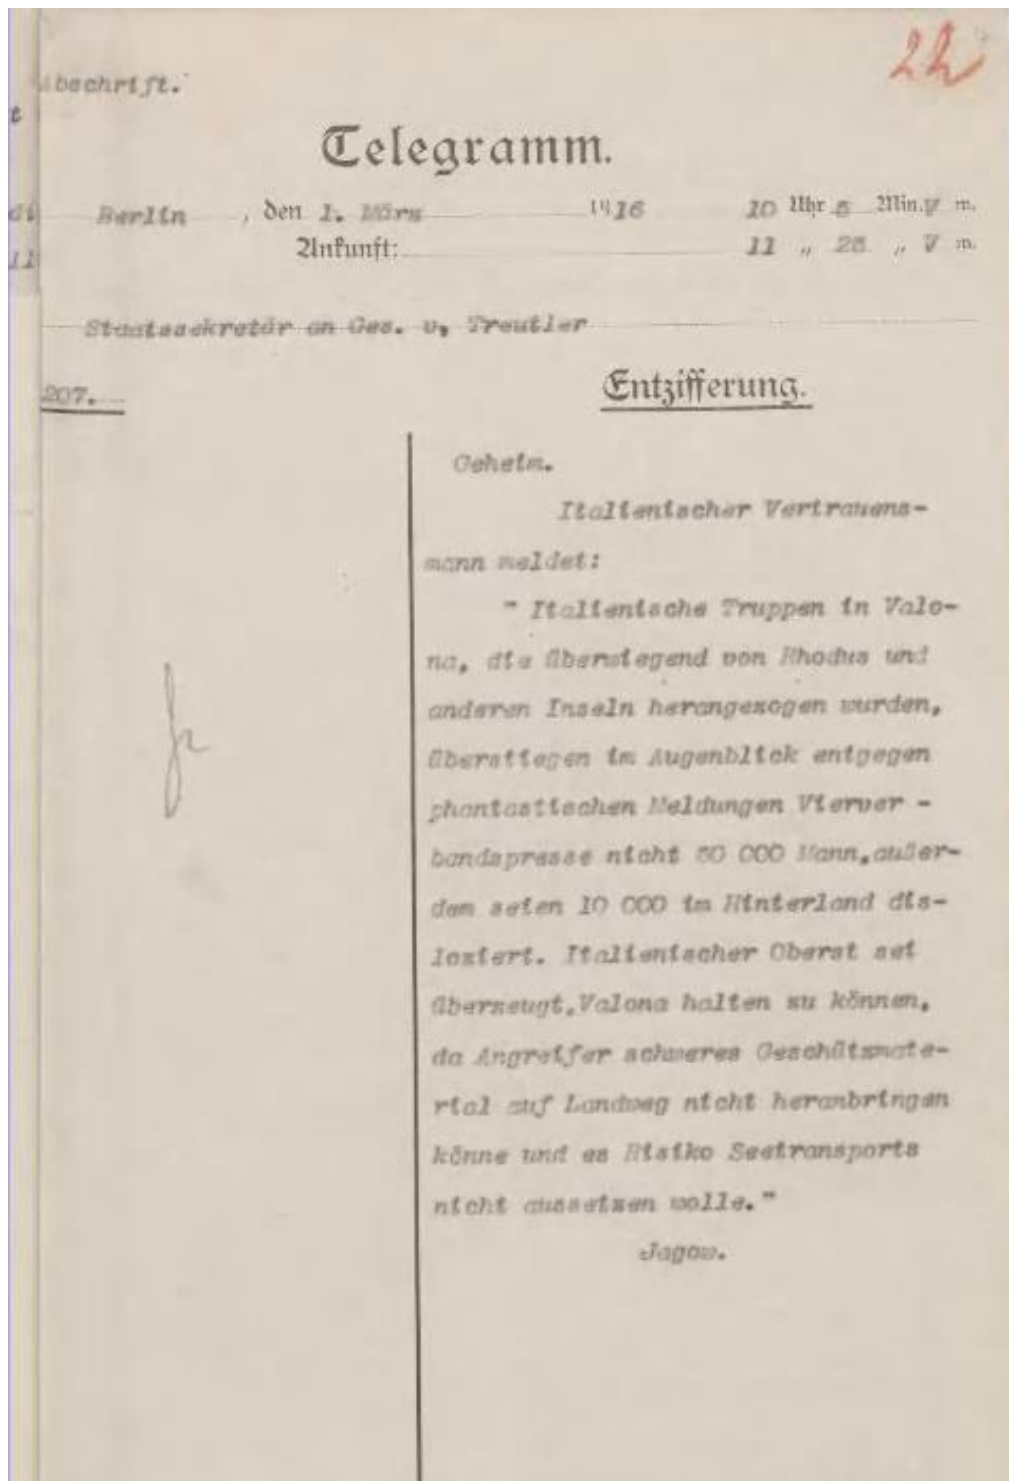 Abschrift.
22
t
Telegramm.
di
Berlin, den 1. März 1916 10 Uhr 5 Min. V m.
11
Ankunft: 11 „ 25 „ V m.
Staatssekretär an Ges. v, Treutler
207.
Entzifferung.
Geheim.
Italienischer Vertrauens-
mann meldet:
" Italienische Truppen in Valo-
na, die überwiegend von Rhodus und
anderen Inseln herangezogen wurden,
überstiegen im Augenblick entgegen
phantastischen Meldungen Vierver -
bandspresse nicht 50 000 Mann, außer-
dem seien 10 000 im Hinterland dis-
loziert. Italienischer Oberst sei
überzeugt, Valona halten zu können,
da Angreifer schweres Geschützmate-
rial auf Landweg nicht heranbringen
könne und es Risiko Seetransports
nicht aussetzen wolle."
Jagow.